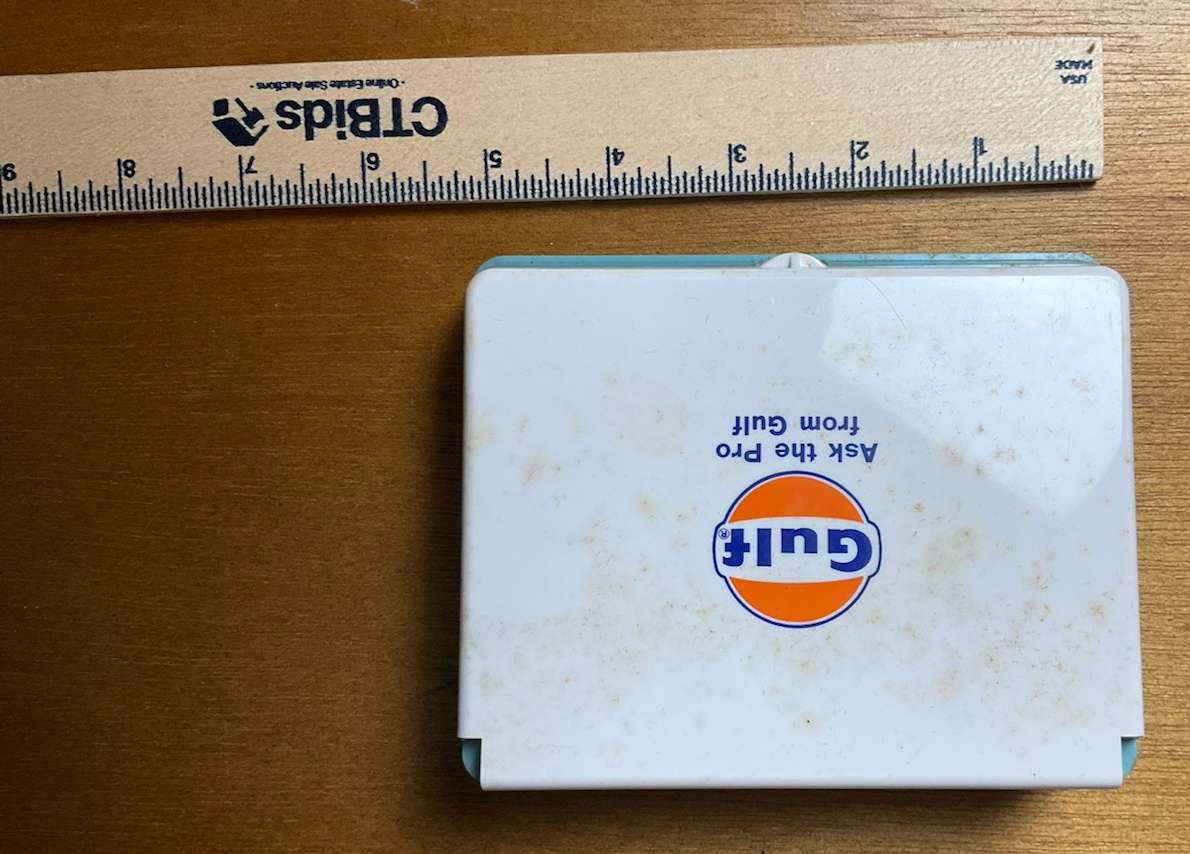 USA
MADE
CTBids
· Online Estate Sale Auctions ·
1 2 3 4 5 6 7 8 9
Gulf®
Ask the Pro
from Gulf